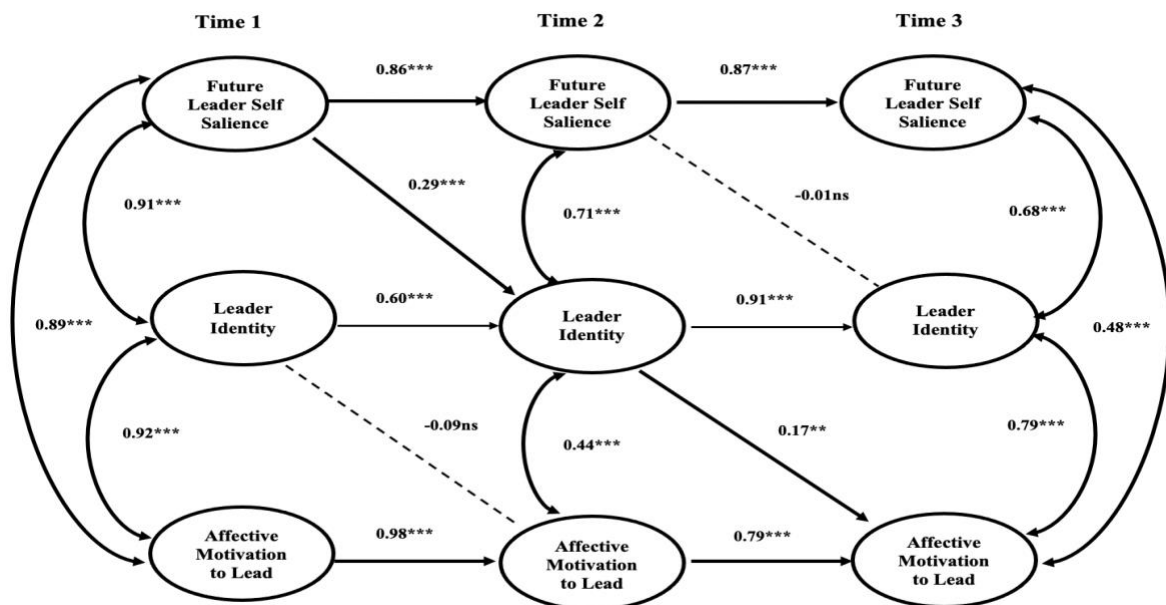 Time 1
Time 2
Time 3
Future
Leader Self
Salience
0.86***
Future
Leader Self
Salience
0.87***
Future
Leader Self
Salience
0.91***
0.29***
0.71***
-0.01ns
0.68***
Leader
Identity
0.60***
Leader
Identity
0.91***
Leader
Identity
0.89***
0.48***
0.92***
-0.09ns
0.44***
0.17**
0.79***
Affective
Motivation
to Lead
0.98***
Affective
Motivation
to Lead
0.79***
Affective
Motivation
to Lead